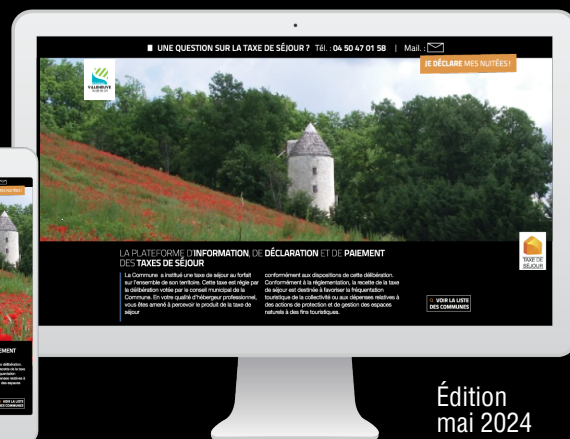 UNE QUESTION SUR LA TAXE DE SÉJOUR ? Tél. : 04 50 47 01 58 | Mail. :
JE DÉCLARE MES NUITÉES !
VILLENEUVE
LA PLATEFORME D'INFORMATION, DE DÉCLARATION ET DE PAIEMENT
DES TAXES DE SÉJOUR
La Commune a institué une taxe de séjour au forfait
sur l'ensemble de son territoire. Cette taxe est régie par
la délibération votée par le conseil municipal de la
Commune. En votre qualité d'hébergeur professionnel,
vous êtes amené à percevoir le produit de la taxe de
séjour
conformément aux dispositions de cette délibération.
Conformément à la réglementation, la recette de la taxe
de séjour est destinée à favoriser la fréquentation
touristique de la collectivité ou aux dépenses relatives à
des actions de protection et de gestion des espaces
naturels à des fins touristiques.
TAXE DE
SÉJOUR
VOIR LA LISTE
DES COMMUNES
Édition
mai 2024